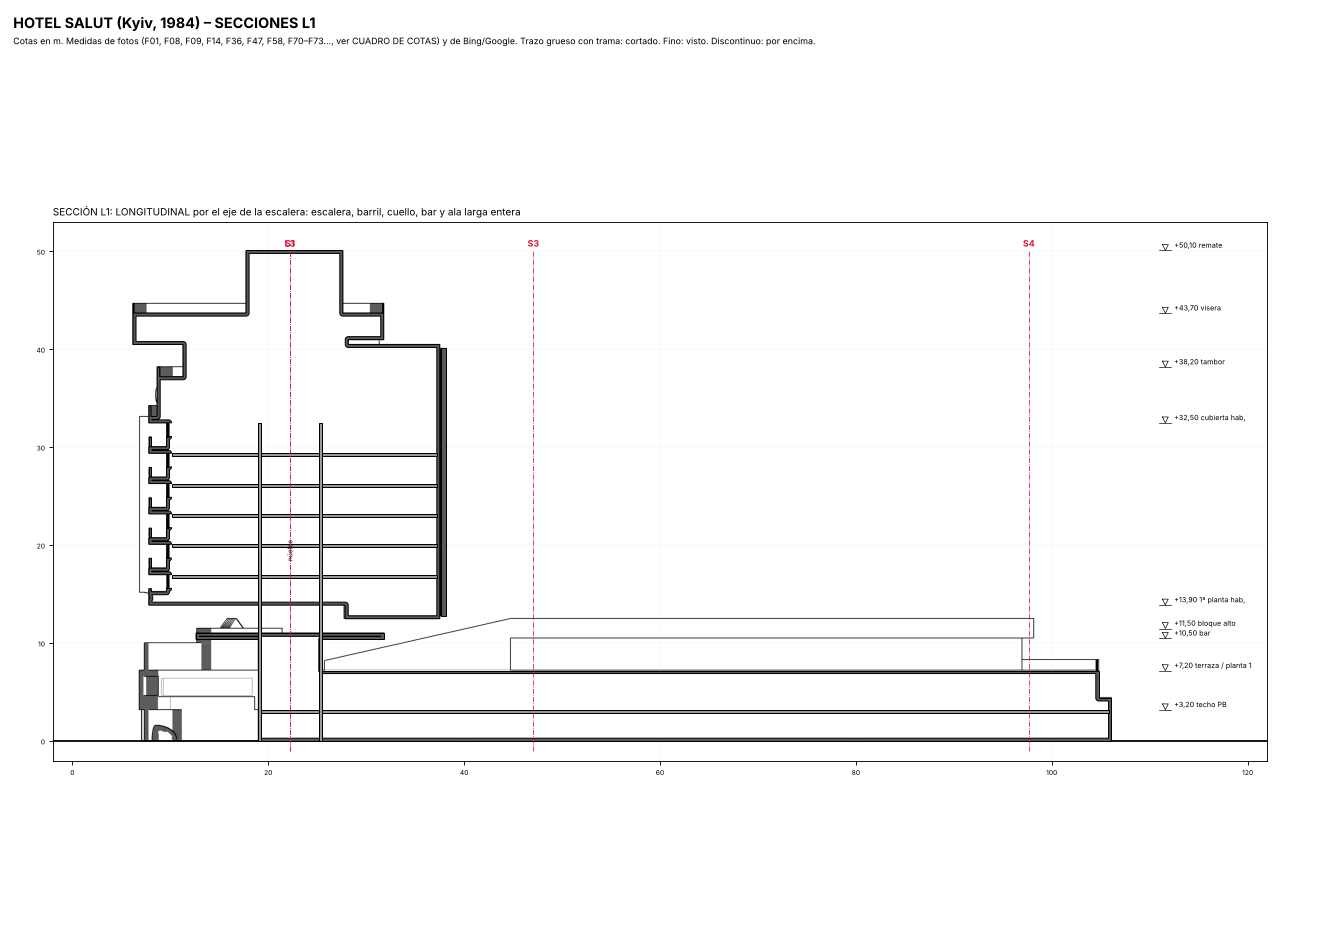 HOTEL SALUT (Kyiv, 1984) – SECCIONES L1
Cotas en m. Medidas de fotos (F01, F08, F09, F14, F36, F47, F58, F70–F73..., ver CUADRO DE COTAS) y de Bing/Google. Trazo grueso con trama: cortado. Fino: visto. Discontinuo: por encima.
SECCIÓN L1: LONGITUDINAL por el eje de la escalera: escalera, barril, cuello, bar y ala larga entera
S3 S4
50
40
30
20
10
0
+50,10 remate
+43,70 visera
+38,20 tambor
+32,50 cubierta hab,
+13,90 1ª planta hab,
+11,50 bloque alto
+10,50 bar
+7,20 terraza / planta 1
+3,20 techo PB
0 20 40 60 80 100 120